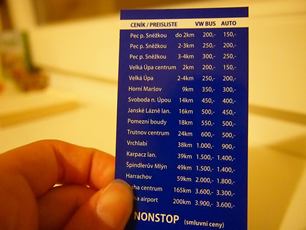 CENÍK / PREISLISTE VW BUS AUTO
Pec p. Sněžkou do 2km 200,- 150,-
Pec p. Sněžkou 2-3km 250,- 200,-
Pec p. Sněžkou 3-4km 300,- 250,-
Velká Úpa centrum 2km 200,- 150,-
Velká Úpa 2-4km 250,- 200,-
Horní Maršov 9km 350,- 300,-
Svoboda n. Úpou 14km 450,- 400,-
Janské Lázně lan. 16km 500,- 450,-
Pomezní boudy 18km 550,- 500,-
Trutnov centrum 24km 600,- 500,-
Vrchlabí 38km 1.000,- 900,-
Karpacz lan. 39km 1.500,- 1.400,-
Špindlerův Mlýn 49km 1.500,- 1.400,-
Harrachov 59km 2.000,- 1.800,-
centrum 165km 3.600,- 3.300,-
airport 200km 3.900,- 3.600,-
NONSTOP (smluvní ceny)